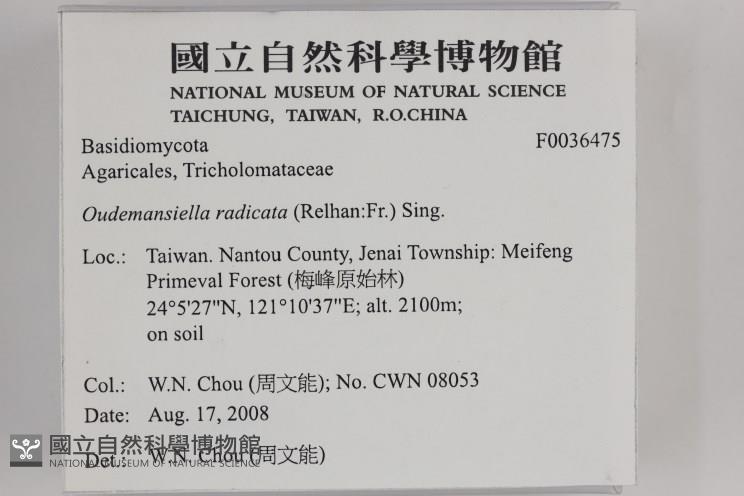 國立自然科學博物館
NATIONAL MUSEUM OF NATURAL SCIENCE
TAICHUNG, TAIWAN, R.O.CHINA
Basidiomycota F0036475
Agaricales, Tricholomataceae
Oudemansiella radicata (Relhan:Fr.) Sing.
Loc.: Taiwan. Nantou County, Jenai Township: Meifeng
Primeval Forest (梅峰原始林)
24°5'27"N, 121°10'37"E; alt. 2100m;
on soil
Col.: W.N. Chou (周文能); No. CWN 08053
Date: Aug. 17, 2008
Det.: W.N. Chou (周文能)
國立自然科學博物館
NATIONAL MUSEUM OF NATURAL SCIENCE